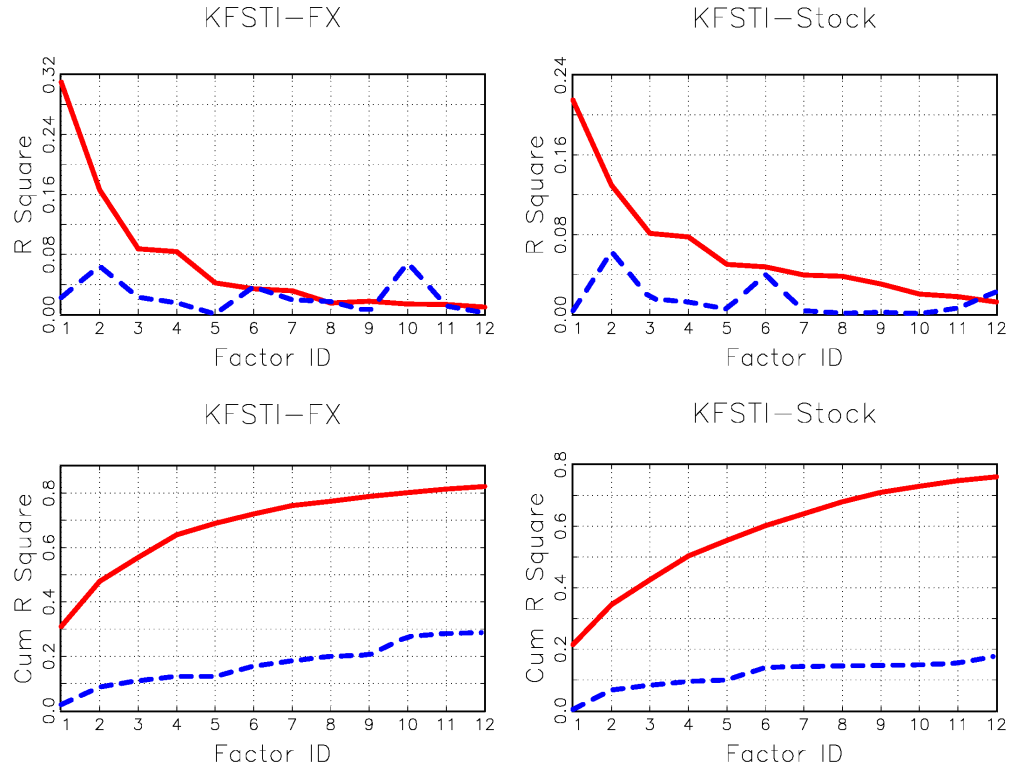 KFSTI-FX
KFSTI-Stock
R Square
0.00 0.08 0.16 0.24 0.32
1 2 3 4 5 6 7 8 9 10 11 12
Factor ID
R Square
0.00 0.08 0.16 0.24
1 2 3 4 5 6 7 8 9 10 11 12
Factor ID
KFSTI-FX
KFSTI-Stock
Cum R Square
0.0 0.2 0.4 0.6 0.8
1 2 3 4 5 6 7 8 9 10 11 12
Factor ID
Cum R Square
0.0 0.2 0.4 0.6 0.8
1 2 3 4 5 6 7 8 9 10 11 12
Factor ID